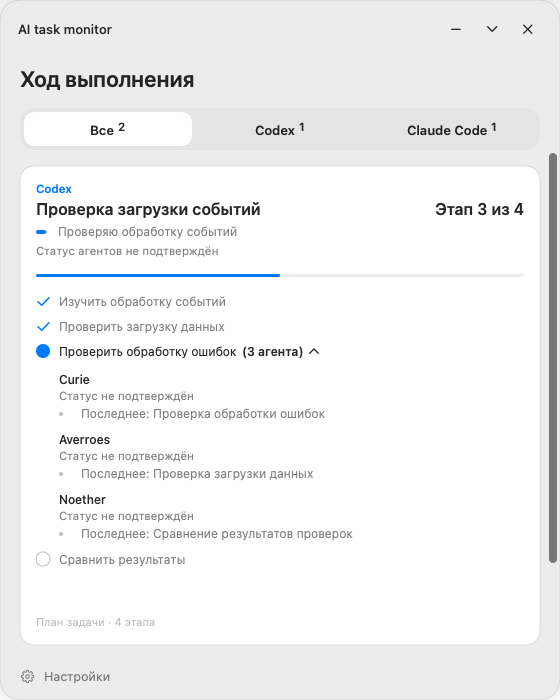 AI task monitor
Ход выполнения
Все 2
Codex 1
Claude Code 1
Codex
Проверка загрузки событий
Этап 3 из 4
Проверяю обработку событий
Статус агентов не подтверждён
Изучить обработку событий
Проверить загрузку данных
Проверить обработку ошибок (3 агента)
Curie
Статус не подтверждён
• Последнее: Проверка обработки ошибок
Averroes
Статус не подтверждён
• Последнее: Проверка загрузки данных
Noether
Статус не подтверждён
• Последнее: Сравнение результатов проверок
Сравнить результаты
План задачи · 4 этапа
Настройки